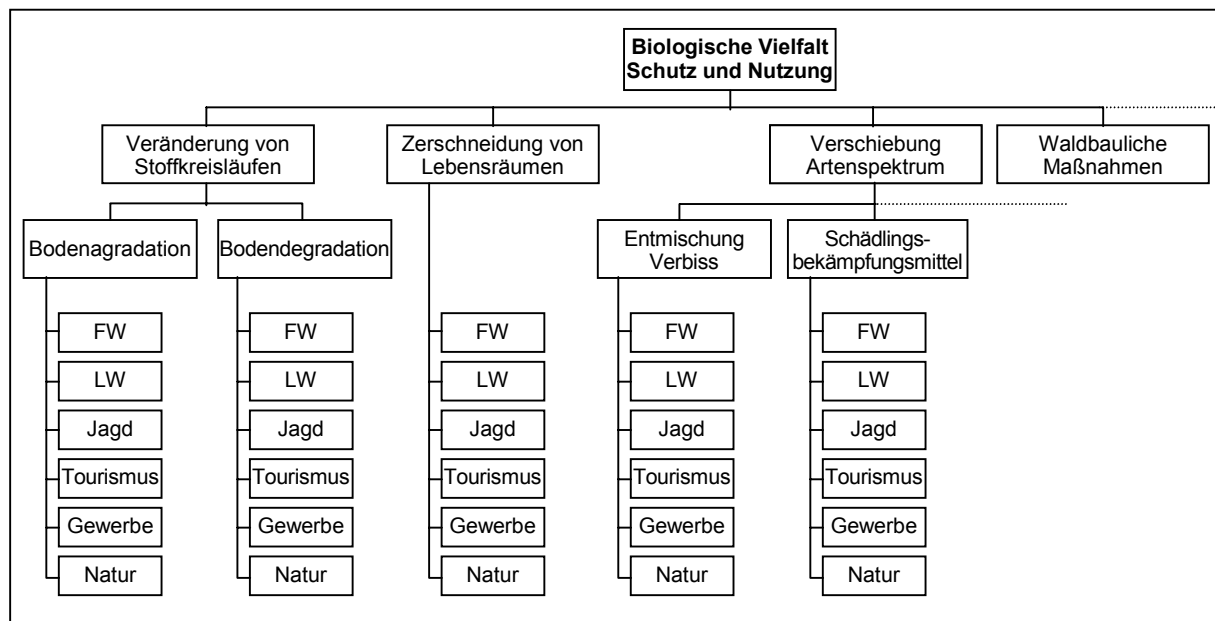 Biologische Vielfalt
Schutz und Nutzung
Veränderung von
Stoffkreisläufen
Zerschneidung von
Lebensräumen
Verschiebung
Artenspektrum
Waldbauliche
Maßnahmen
Bodenagradation
Bodendegradation
Entmischung
Verbiss
Schädlings-
bekämpfungsmittel
FW
FW
FW
FW
FW
LW
LW
LW
LW
LW
Jagd
Jagd
Jagd
Jagd
Jagd
Tourismus
Tourismus
Tourismus
Tourismus
Tourismus
Gewerbe
Gewerbe
Gewerbe
Gewerbe
Gewerbe
Natur
Natur
Natur
Natur
Natur